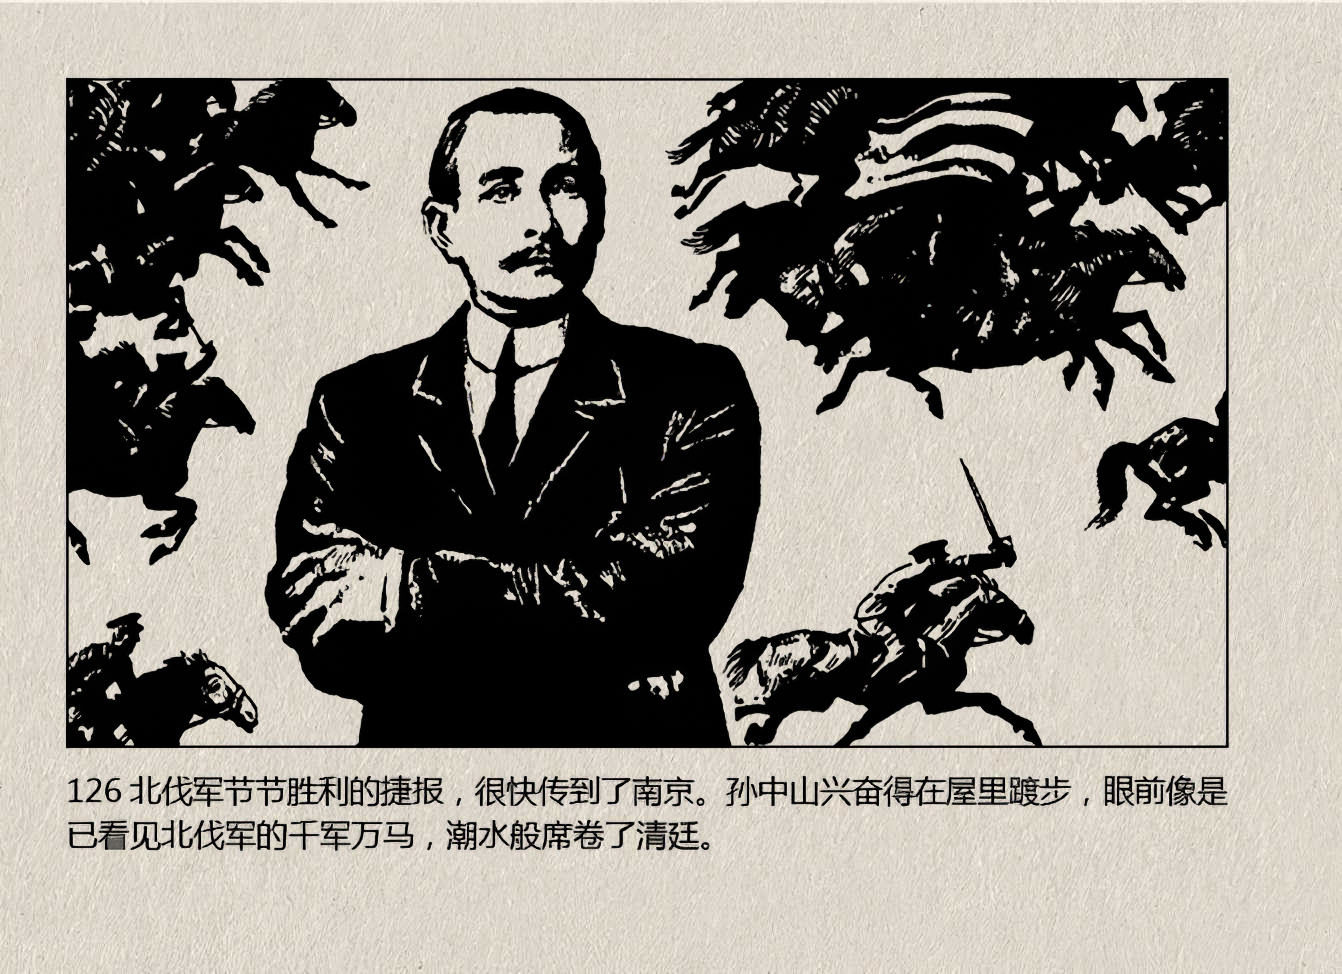 126 北伐军节节胜利的捷报，很快传到了南京。孙中山兴奋得在屋里踱步，眼前像是
已看见北伐军的千军万马，潮水般席卷了清廷。